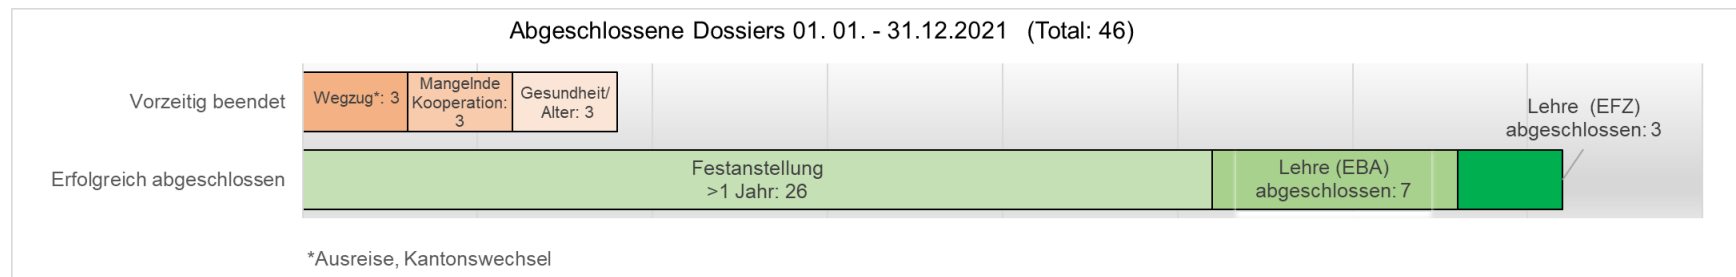 Abgeschlossene Dossiers 01. 01. - 31.12.2021 (Total: 46)
Vorzeitig beendet
Wegzug*: 3
Mangelnde
Kooperation:
3
Gesundheit/
Alter: 3
Lehre (EFZ)
abgeschlossen: 3
Erfolgreich abgeschlossen
Festanstellung
>1 Jahr: 26
Lehre (EBA)
abgeschlossen: 7
*Ausreise, Kantonswechsel